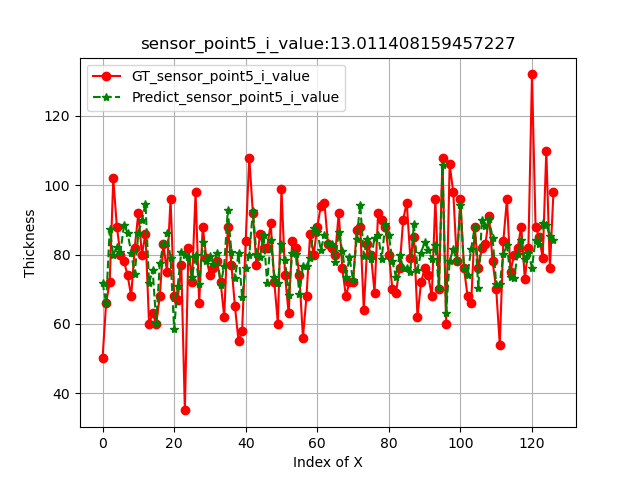 sensor_point5_i_value:13.011408159457227
GT_sensor_point5_i_value
Predict_sensor_point5_i_value
Thickness
120
100
80
60
40
0 20 40 60 80 100 120
Index of X